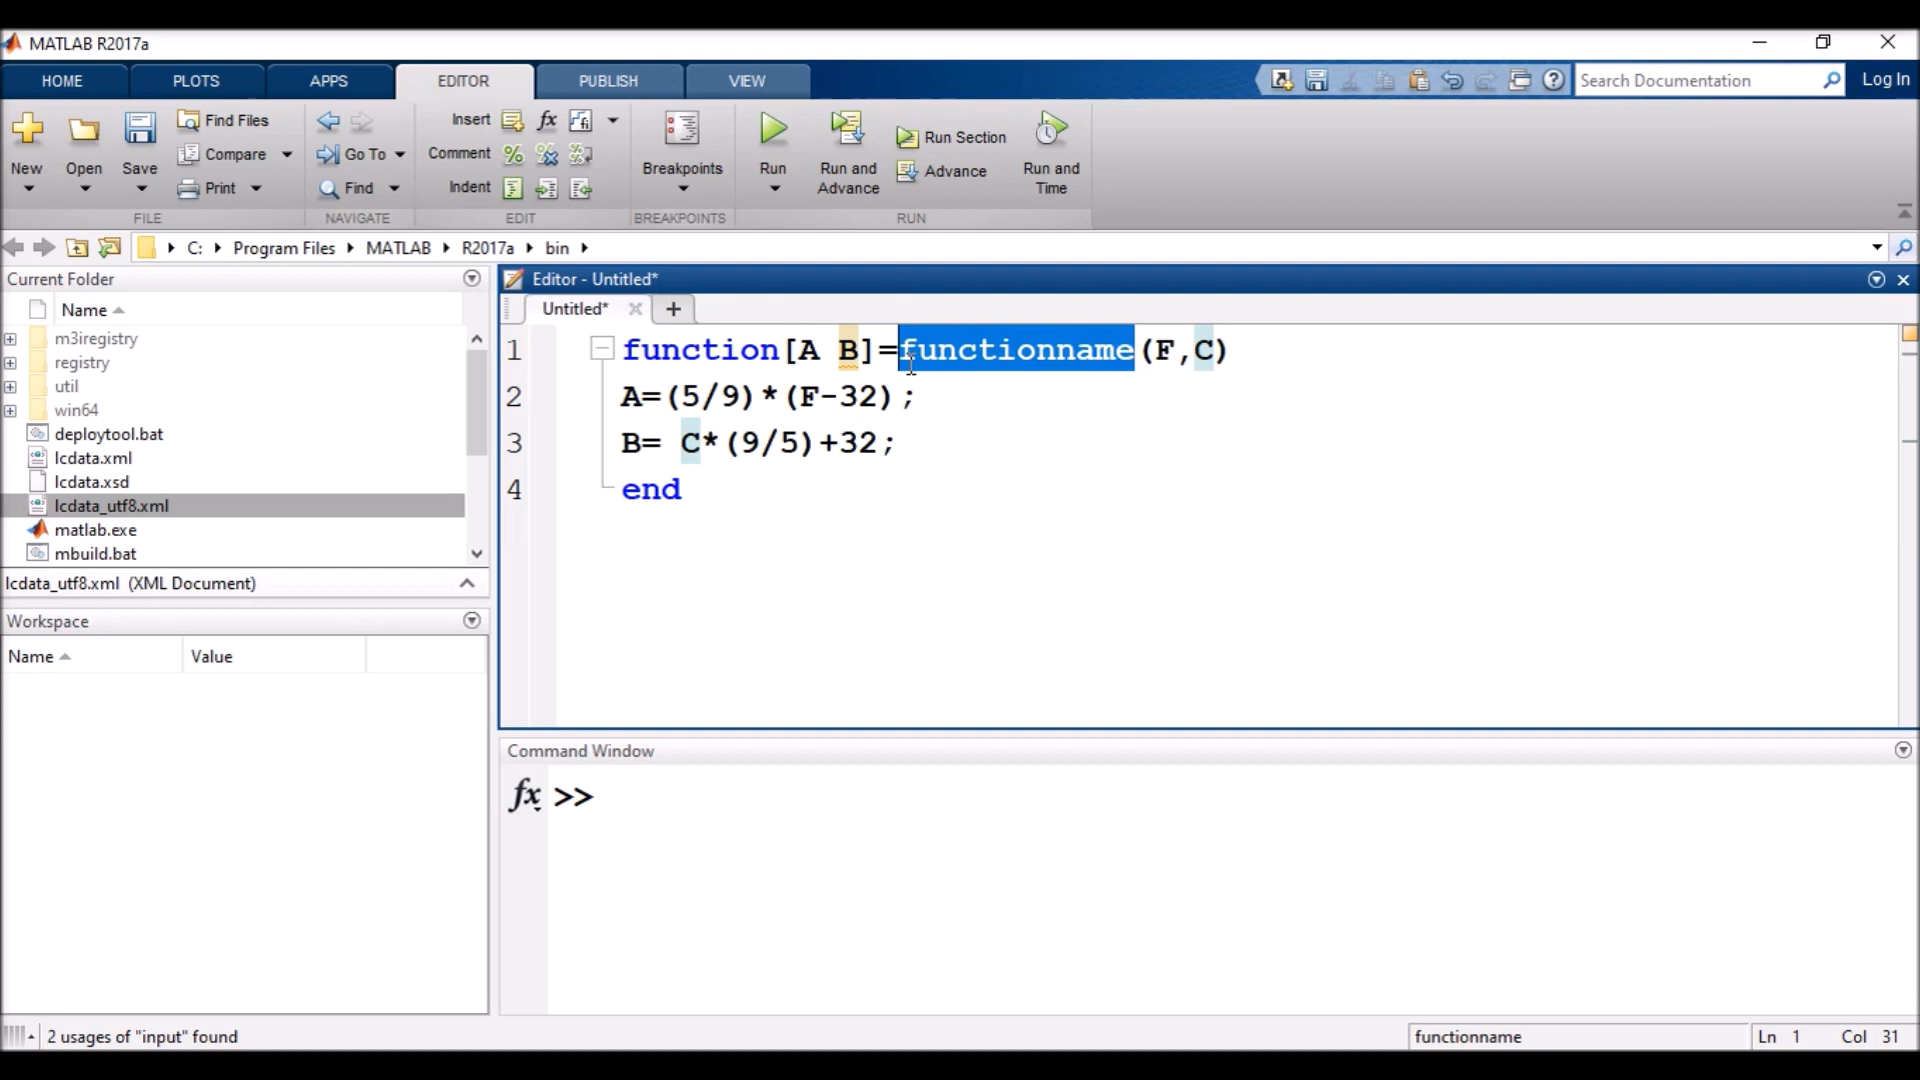 MATLAB R2017a
HOME PLOTS APPS EDITOR PUBLISH VIEW Search Documentation Log In
New Open Save Find Files Compare Print
Go To Find
Insert fx fi
Comment
Indent
Breakpoints
Run Run and Advance Run Section Advance Run and Time
FILE NAVIGATE EDIT BREAKPOINTS RUN
C: Program Files MATLAB R2017a bin
Current Folder
Name
m3iregistry
registry
util
win64
deploytool.bat
lcdata.xml
lcdata.xsd
lcdata_utf8.xml
matlab.exe
mbuild.bat
lcdata_utf8.xml (XML Document)
Workspace
Name Value
Editor - Untitled*
Untitled* +
1 function[A B]=functionname(F,C)
2 A=(5/9)*(F-32);
3 B= C*(9/5)+32;
4 end
Command Window
fx >>
2 usages of "input" found
functionname Ln 1 Col 31